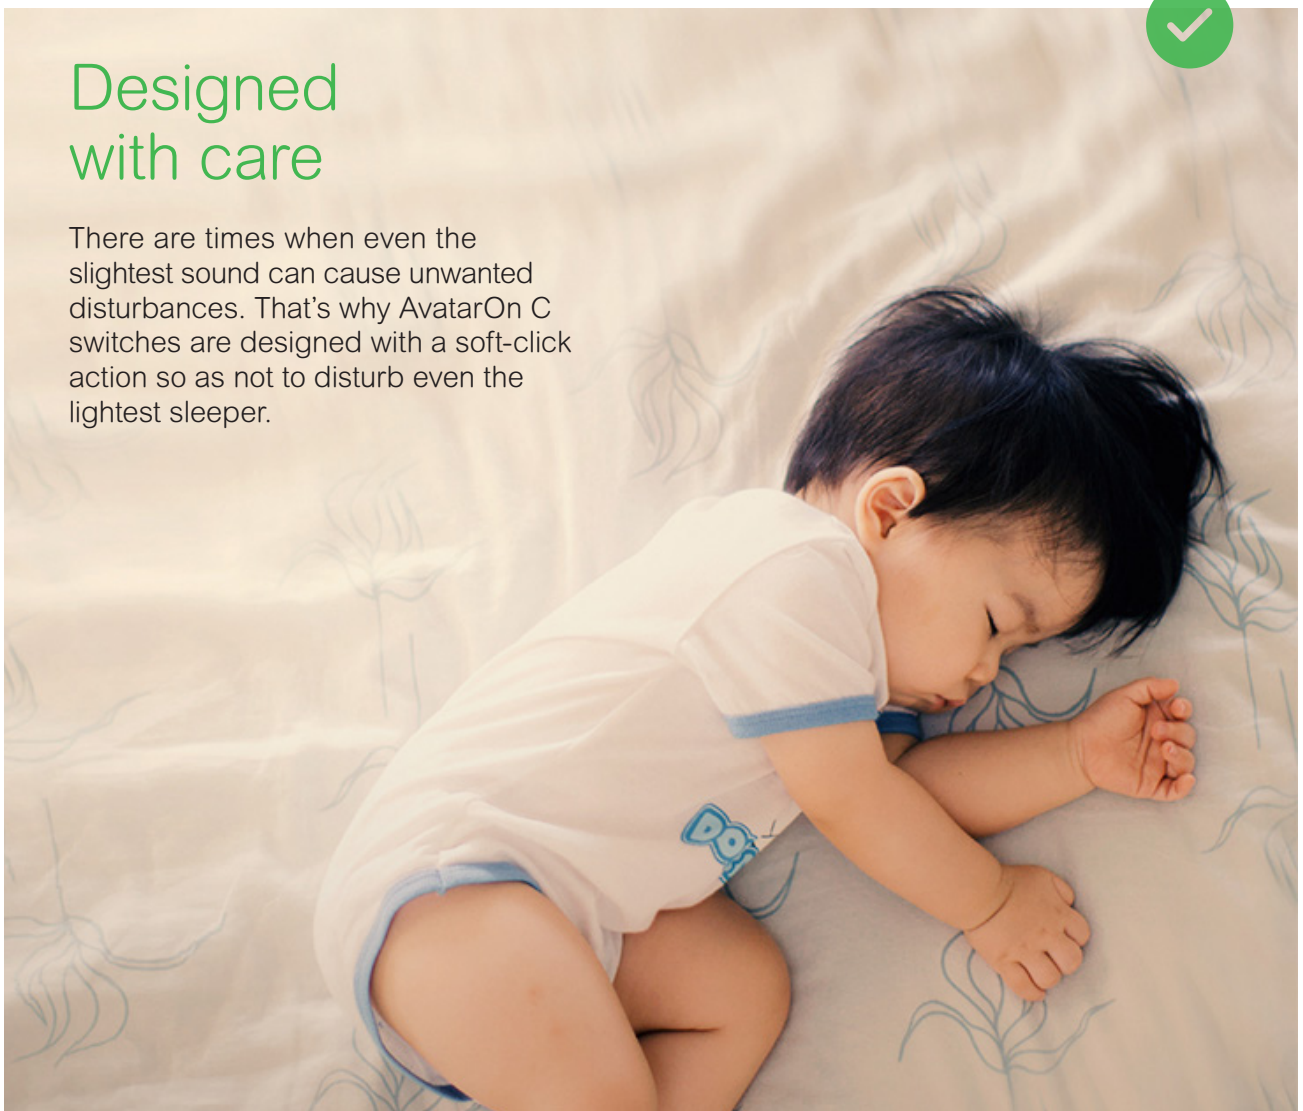 Designed
with care
There are times when even the
slightest sound can cause unwanted
disturbances. That’s why AvatarOn C
switches are designed with a soft-click
action so as not to disturb even the
lightest sleeper.